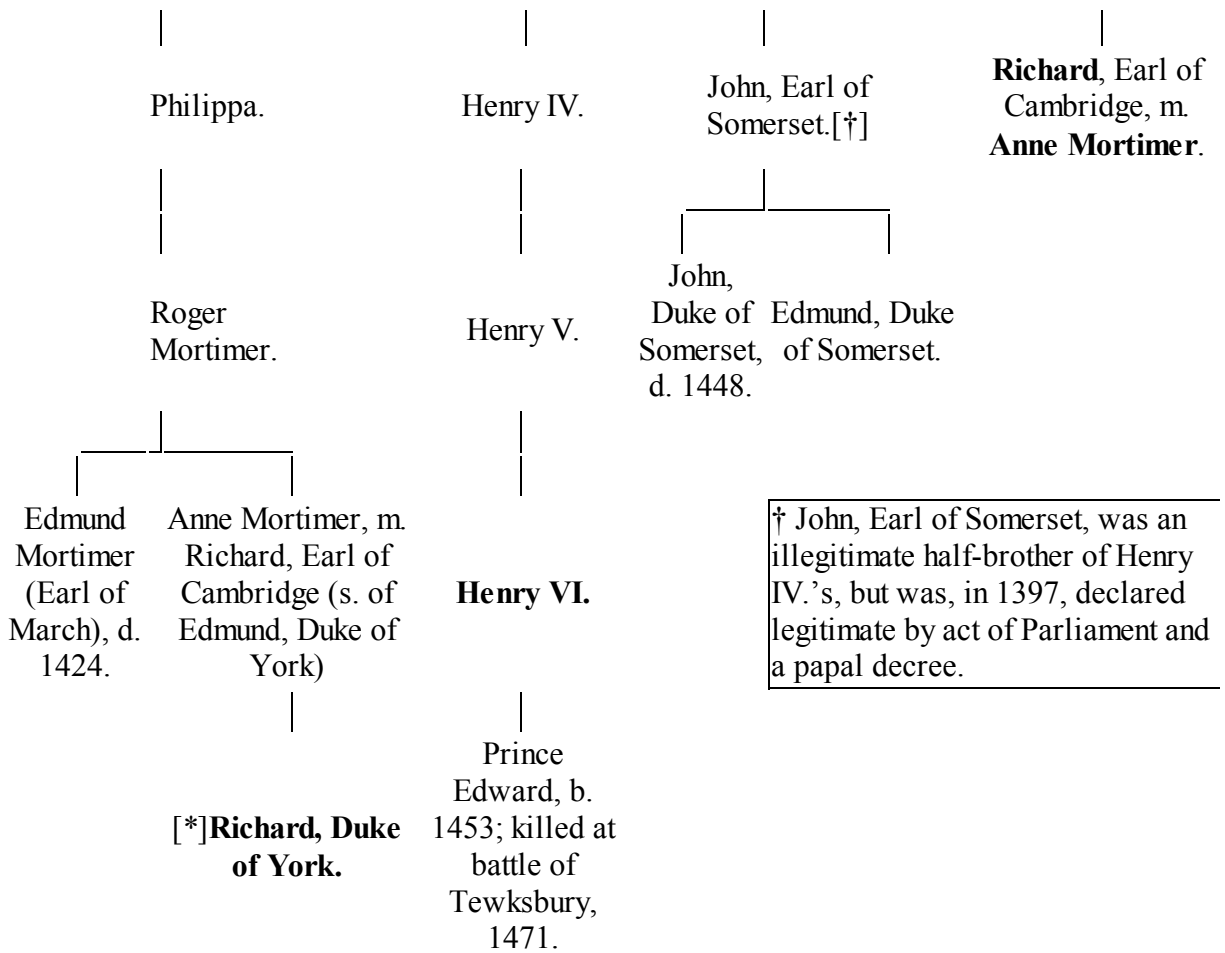 Philippa.
Henry IV.
John, Earl of
Somerset.[†]
Richard, Earl of
Cambridge, m.
Anne Mortimer.
Roger
Mortimer.
Henry V.
John,
Duke of
Somerset,
d. 1448.
Edmund, Duke
of Somerset.
Edmund
Mortimer
(Earl of
March), d.
1424.
Anne Mortimer, m.
Richard, Earl of
Cambridge (s. of
Edmund, Duke of
York)
Henry VI.
† John, Earl of Somerset, was an
illegitimate half-brother of Henry
IV.’s, but was, in 1397, declared
legitimate by act of Parliament and
a papal decree.
[*]Richard, Duke
of York.
Prince
Edward, b.
1453; killed at
battle of
Tewksbury,
1471.